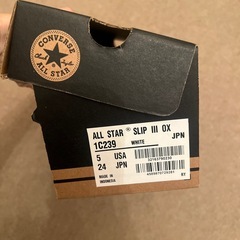 CONVERSE
ALL STAR
ALL STAR® SLIP III OX
JPN
1C239
WHITE
5 USA
24 JPN
MADE IN
INDONESIA